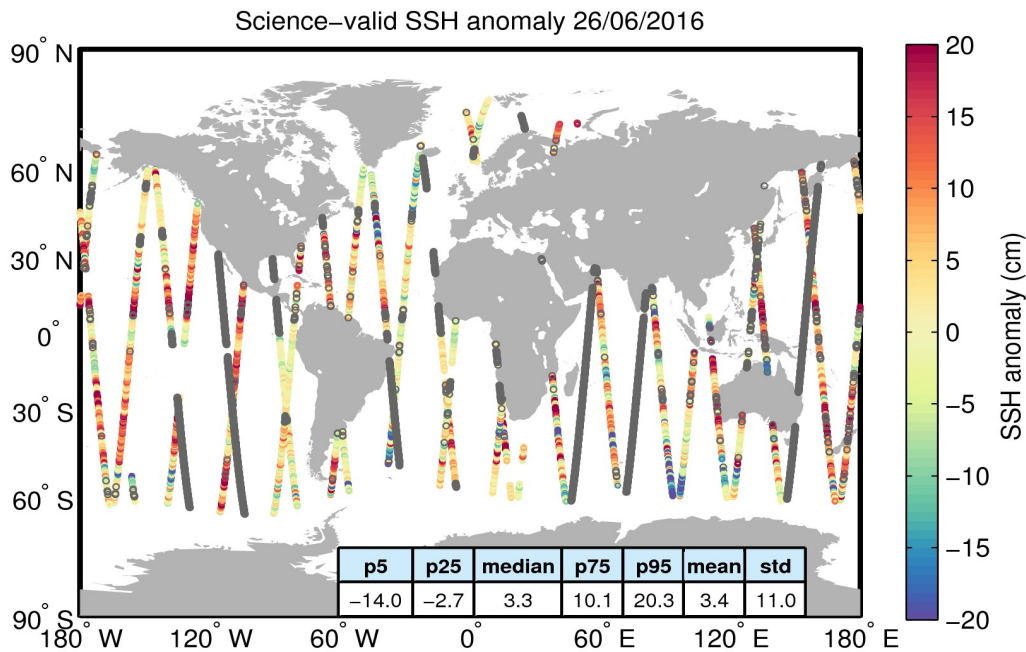 Science−valid SSH anomaly 26/06/2016
90° N
60° N
30° N
0°
30° S
60° S
90° S
180° W
120° W
60° W
0°
60° E
120° E
180° E
p5 p25 median p75 p95 mean std
−14.0 −2.7 3.3 10.1 20.3 3.4 11.0
20
15
10
5
0
−5
−10
−15
−20
SSH anomaly (cm)